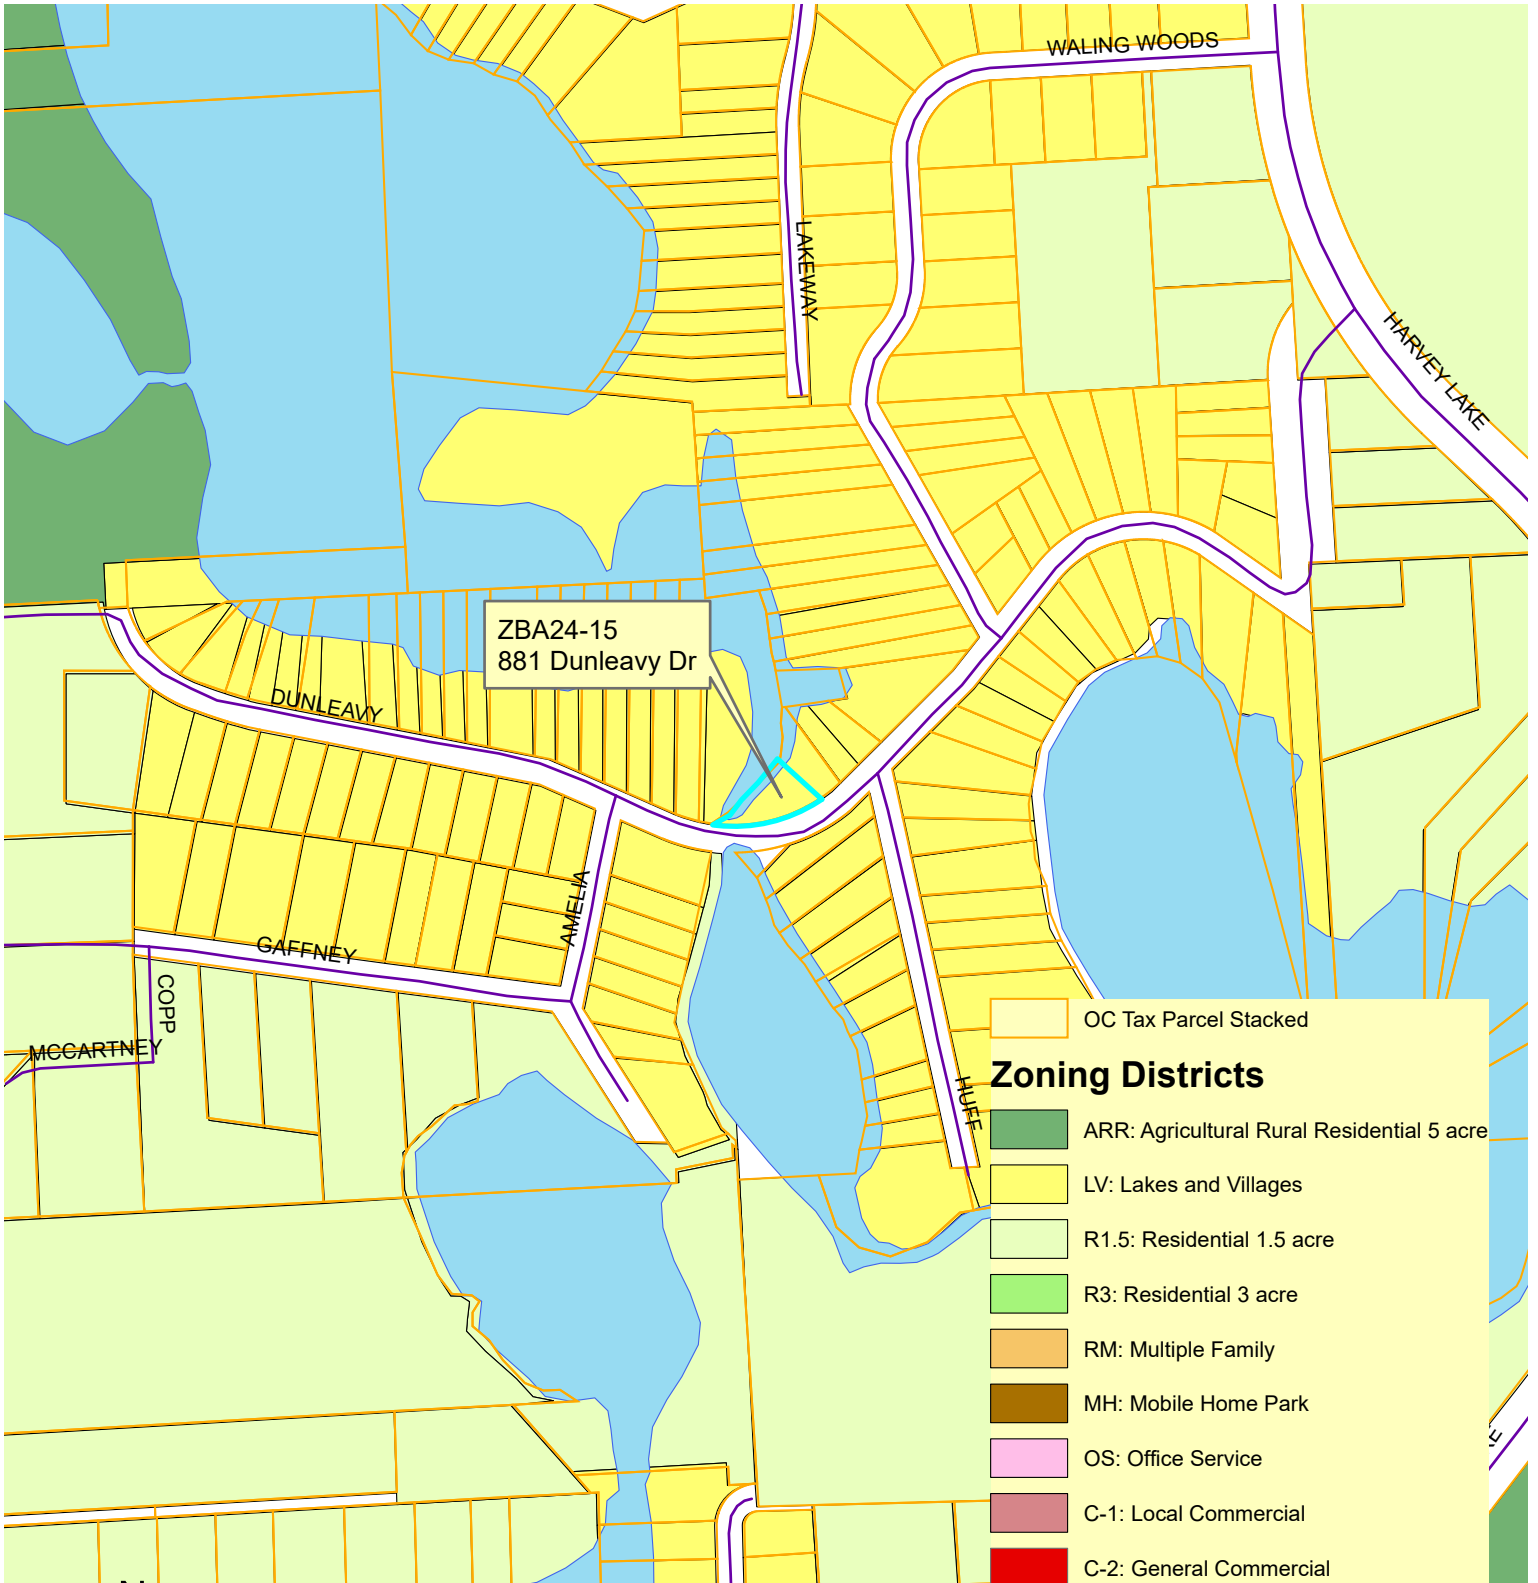 WALING WOODS
LAKEWAY
HARVEY LAKE
ZBA24-15
881 Dunleavy Dr
DUNLEAVY
AMELIA
GAFFNEY
COPP
MCCARTNEY
HUFF
OC Tax Parcel Stacked
Zoning Districts
ARR: Agricultural Rural Residential 5 acre
LV: Lakes and Villages
R1.5: Residential 1.5 acre
R3: Residential 3 acre
RM: Multiple Family
MH: Mobile Home Park
OS: Office Service
C-1: Local Commercial
C-2: General Commercial